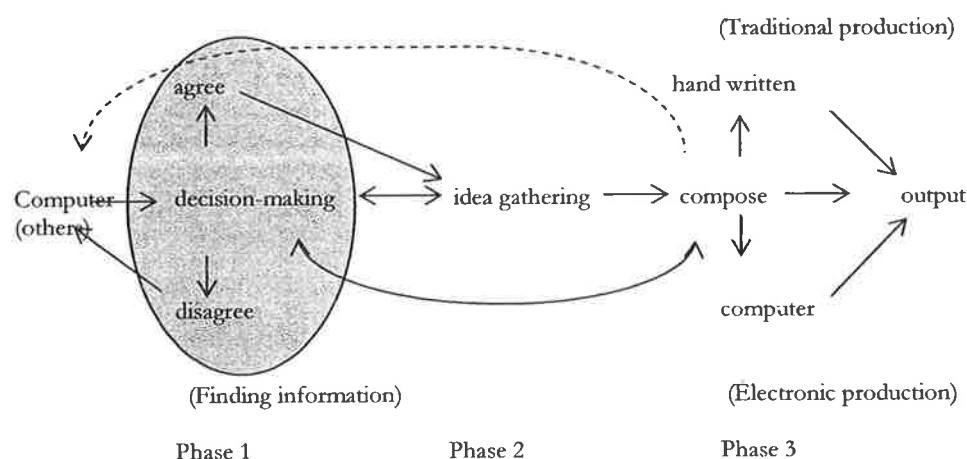 (Traditional production)
agree
hand written
Computer
(others)
decision-making
idea gathering
compose
output
disagree
computer
(Finding information)
(Electronic production)
Phase 1
Phase 2
Phase 3